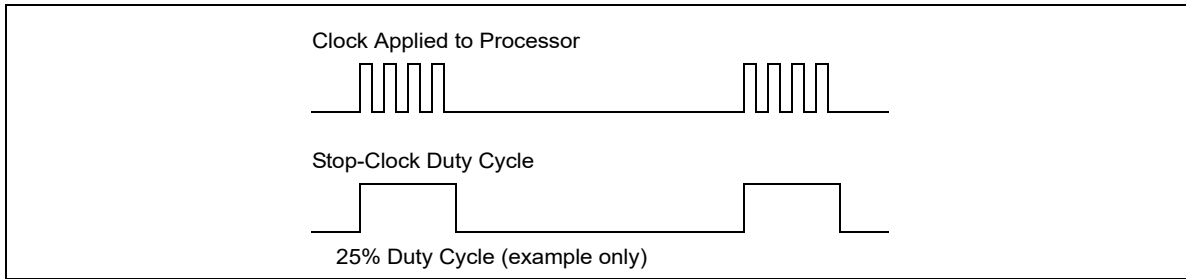 Clock Applied to Processor
Stop-Clock Duty Cycle
25% Duty Cycle (example only)